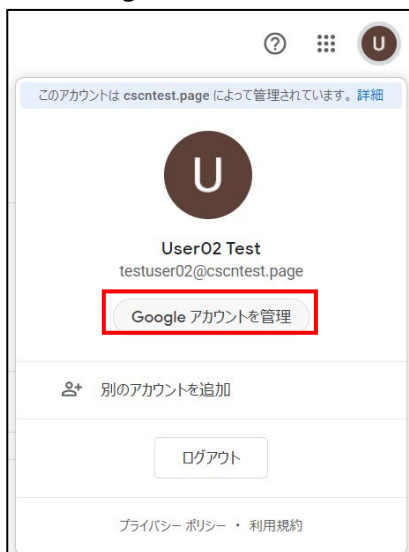 U
このアカウントは cscntest.page によって管理されています。 詳細
U
User02 Test
testuser02@cscntest.page
Google アカウントを管理
別のアカウントを追加
ログアウト
プライバシー ポリシー ・ 利用規約